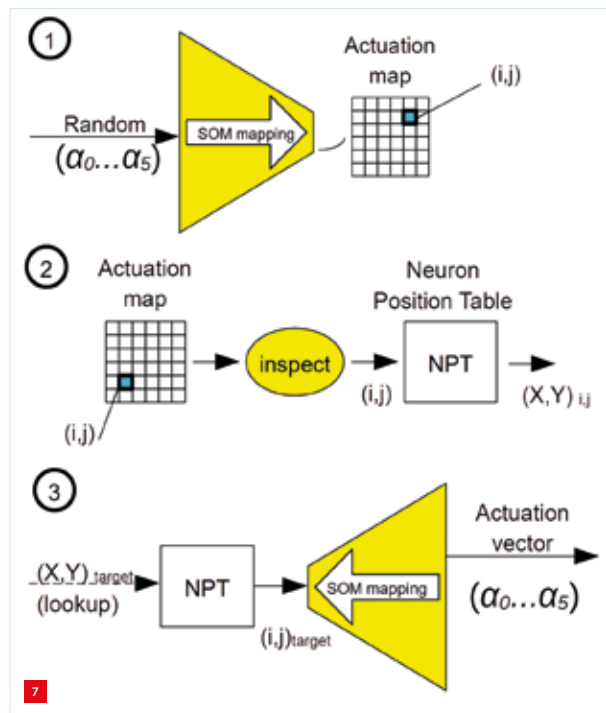 1
Actuation
map
(i,j)
Random
(α0...α5)
SOM mapping
2
Actuation
map
Neuron
Position Table
inspect
NPT
(i,j)
(i,j)
(X,Y) i,j
3
Actuation
vector
(X,Y) target
(lookup)
NPT
SOM mapping
(α0...α5)
(i,j)target
7